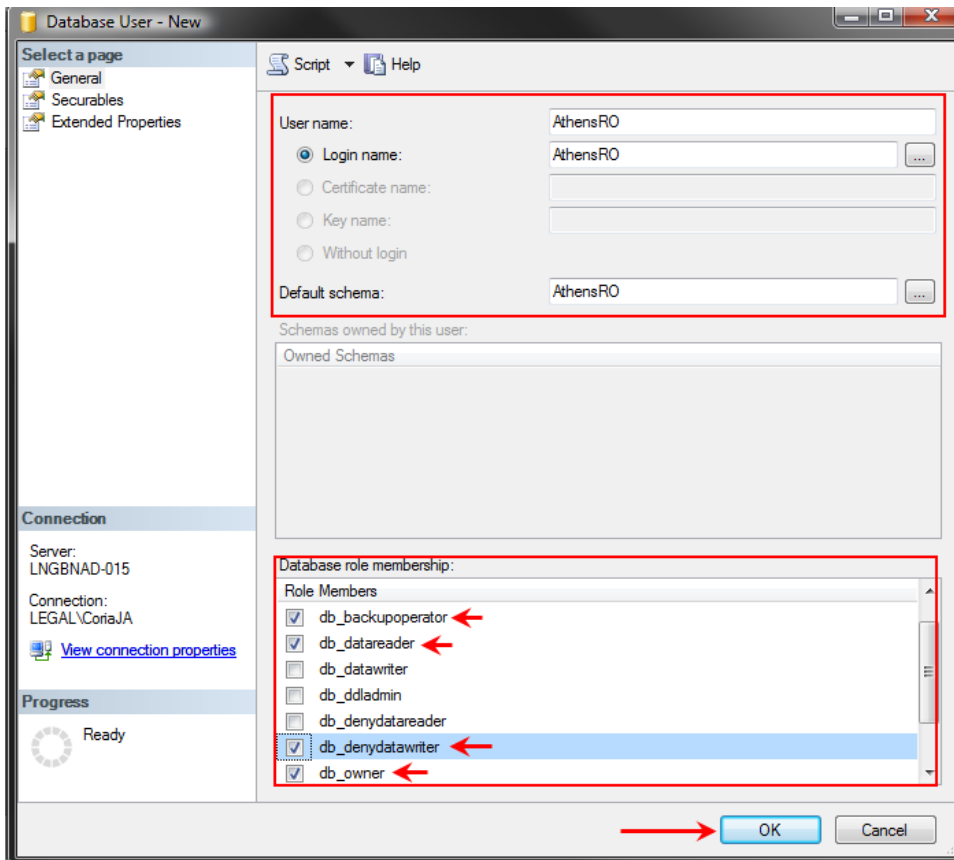 Database User - New
Select a page
General
Securables
Extended Properties
Script Help
User name: AthensRO
Login name: AthensRO ...
Certificate name:
Key name:
Without login
Default schema: AthensRO ...
Schemas owned by this user:
Owned Schemas
Connection
Server:
LNGBNAD-015
Connection:
LEGAL\CoriaJA
View connection properties
Progress
Ready
Database role membership:
Role Members
db_backupoperator
db_datareader
db_datawriter
db_ddladmin
db_denydatareader
db_denydatawriter
db_owner
OK Cancel